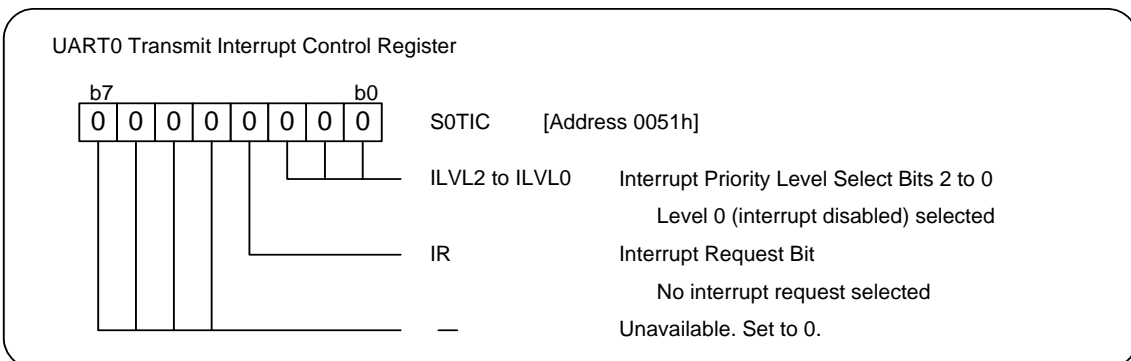 UART0 Transmit Interrupt Control Register
b7 b0
0 0 0 0 0 0 0 0 S0TIC [Address 0051h]
ILVL2 to ILVL0 Interrupt Priority Level Select Bits 2 to 0
Level 0 (interrupt disabled) selected
IR Interrupt Request Bit
No interrupt request selected
— Unavailable. Set to 0.